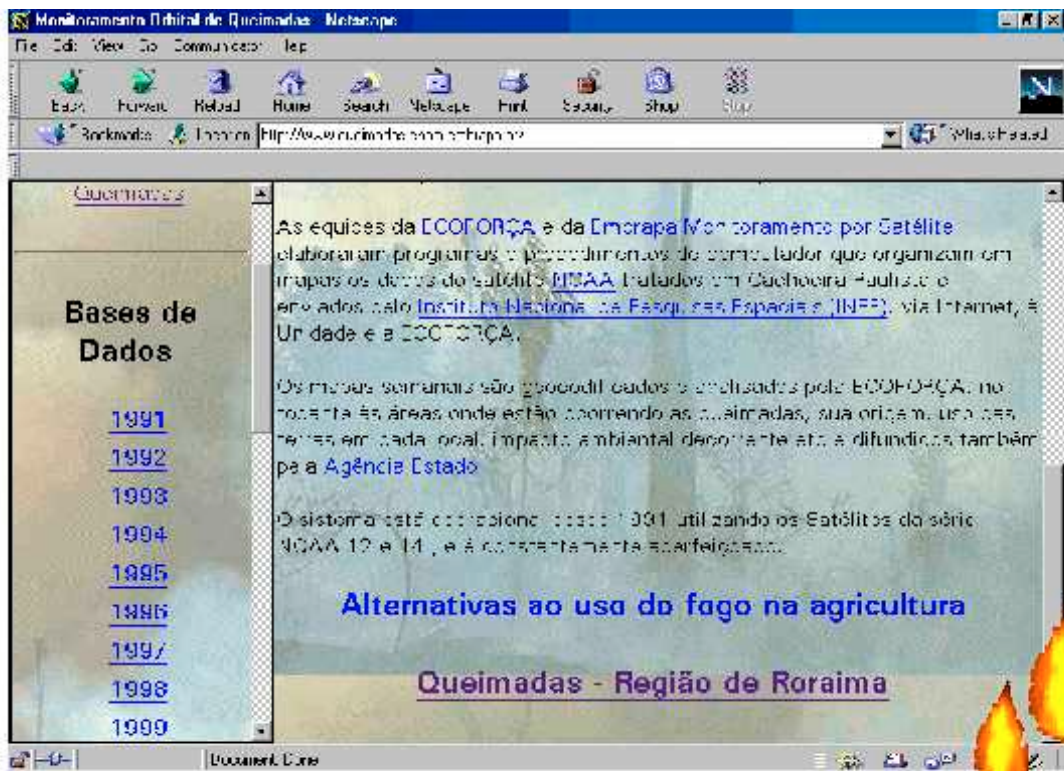 Monitoramento Orbital de Queimadas - Netscape
File Edit View Go Communicator Help
Back Forward Reload Home Search Netscape Print Security Shop Stop
Bookmarks Location What's Related
Queimadas
Bases de
Dados
1991
1992
1993
1994
1995
1996
1997
1998
1999
As equipes da ECOFORÇA e da Embrapa Monitoramento por Satélite
elaboraram programas e procedimentos de computador que organizam em
mapas os dados do satélite NOAA tratados em Cachoeira Paulista e
enviados pelo Instituto Nacional de Pesquisas Espaciais (INPE), via Internet, à
Unidade e a ECOFORÇA.
Os mapas semanais são geocodificados e analisados pela ECOFORÇA, no
tocante às áreas onde estão ocorrendo as queimadas, sua origem, uso das
terras em cada local, impacto ambiental decorrente etc e difundidos também
pela Agência Estado
O sistema está operacional desde 1991 utilizando os Satélites da série
NOAA 12 e 14, e é constantemente aperfeiçoado.
Alternativas ao uso do fogo na agricultura
Queimadas - Região de Roraima
Document: Done